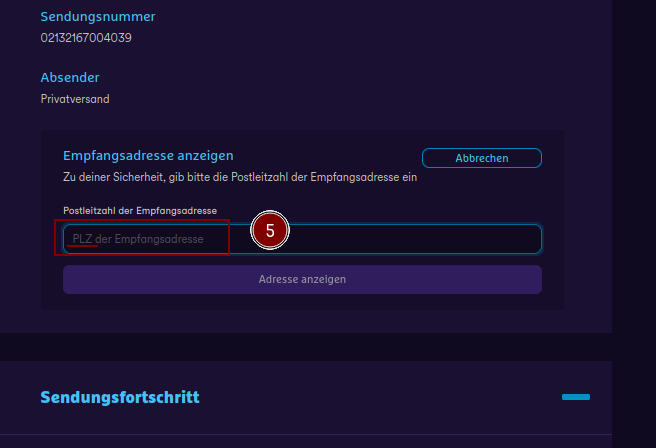 Sendungsnummer
02132167004039
Absender
Privatversand
Empfangsadresse anzeigen
Abbrechen
Zu deiner Sicherheit, gib bitte die Postleitzahl der Empfangsadresse ein
Postleitzahl der Empfangsadresse
PLZ der Empfangsadresse
5
Adresse anzeigen
Sendungsfortschritt